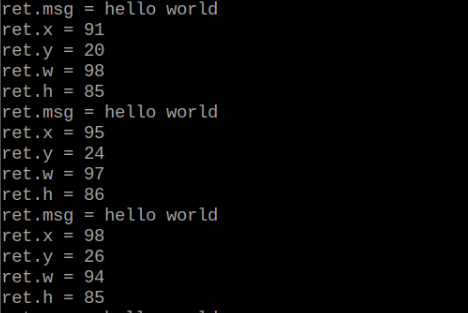 ret.msg = hello world
ret.x = 91
ret.y = 20
ret.w = 98
ret.h = 85
ret.msg = hello world
ret.x = 95
ret.y = 24
ret.w = 97
ret.h = 86
ret.msg = hello world
ret.x = 98
ret.y = 26
ret.w = 94
ret.h = 85